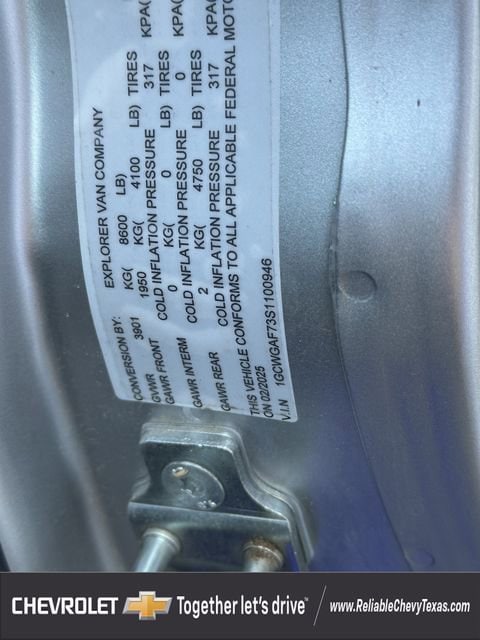 CONVERSION BY: EXPLORER VAN COMPANY
GVWR 3901 KG( 8600 LB)
GAWR FRONT 1950 KG( 4100 LB) TIRES
COLD INFLATION PRESSURE 317 KPA(
GAWR INTERM 0 KG( 0 LB) TIRES
COLD INFLATION PRESSURE 0 KPA(
GAWR REAR 2 KG( 4750 LB) TIRES
COLD INFLATION PRESSURE 317 KPA(
THIS VEHICLE CONFORMS TO ALL APPLICABLE FEDERAL MOTO
ON 02/2025
V.I.N 1GCWGAF73S1100946
CHEVROLET Together let's drive™ www.ReliableChevyTexas.com